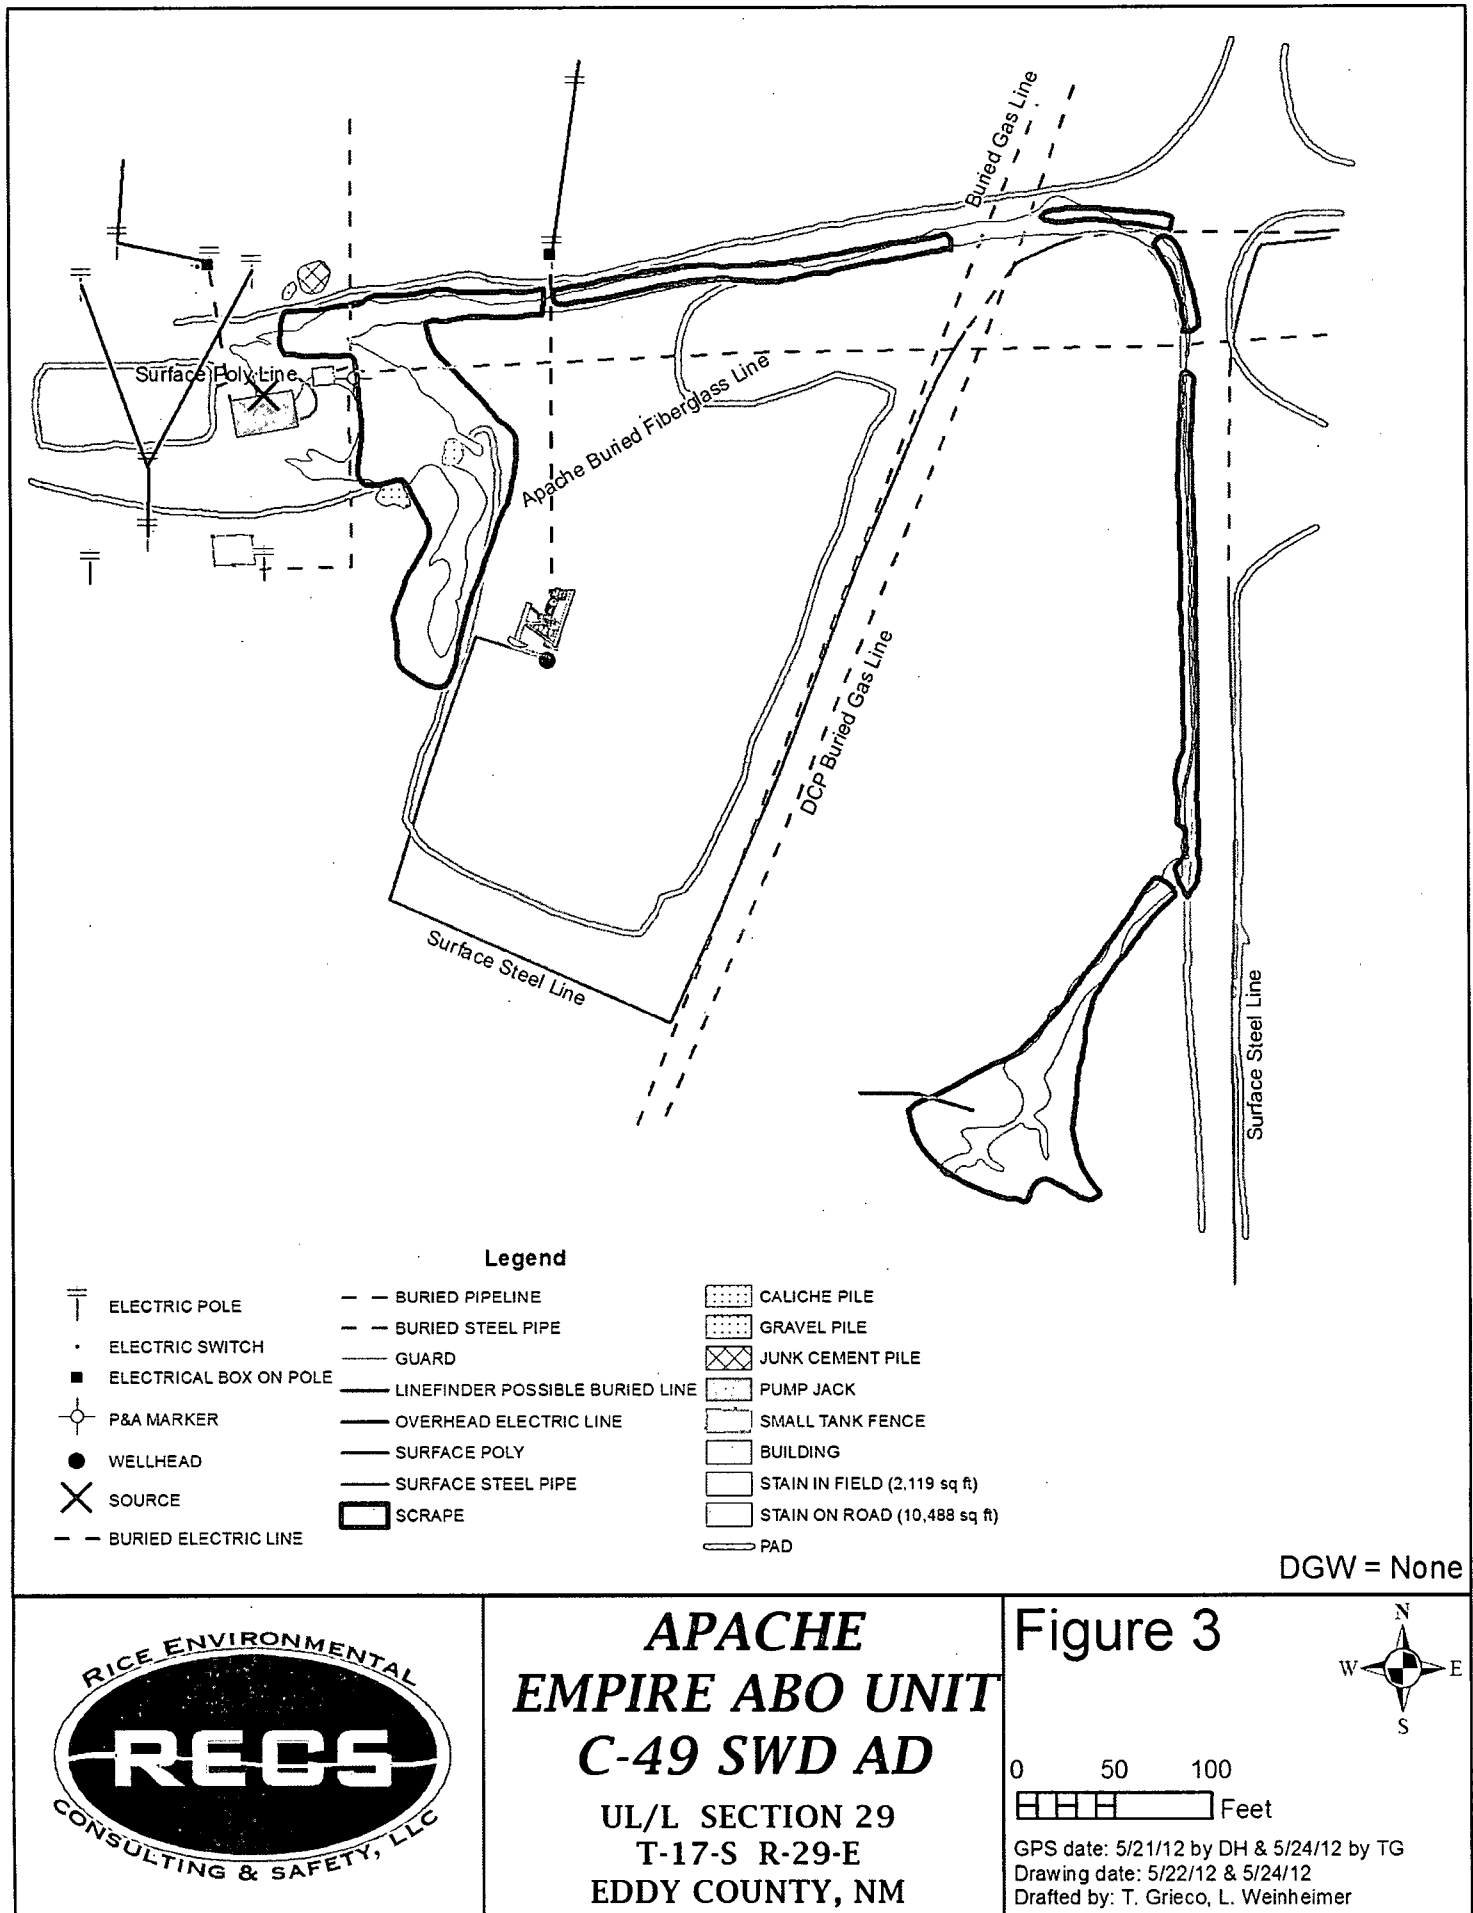 Buried Gas Line
Surface Poly Line
Apache Buried Fiberglass Line
DCP Buried Gas Line
Surface Steel Line
Surface Steel Line
Legend
ELECTRIC POLE
ELECTRIC SWITCH
ELECTRICAL BOX ON POLE
P&A MARKER
WELLHEAD
SOURCE
BURIED ELECTRIC LINE
BURIED PIPELINE
BURIED STEEL PIPE
GUARD
LINEFINDER POSSIBLE BURIED LINE
OVERHEAD ELECTRIC LINE
SURFACE POLY
SURFACE STEEL PIPE
SCRAPE
CALICHE PILE
GRAVEL PILE
JUNK CEMENT PILE
PUMP JACK
SMALL TANK FENCE
BUILDING
STAIN IN FIELD (2,119 sq ft)
STAIN ON ROAD (10,488 sq ft)
PAD
DGW = None
RICE ENVIRONMENTAL
RECS
CONSULTING & SAFETY, LLC
APACHE
EMPIRE ABO UNIT
C-49 SWD AD
UL/L SECTION 29
T-17-S R-29-E
EDDY COUNTY, NM
Figure 3
N
W E
S
0 50 100
Feet
GPS date: 5/21/12 by DH & 5/24/12 by TG
Drawing date: 5/22/12 & 5/24/12
Drafted by: T. Grieco, L. Weinheimer